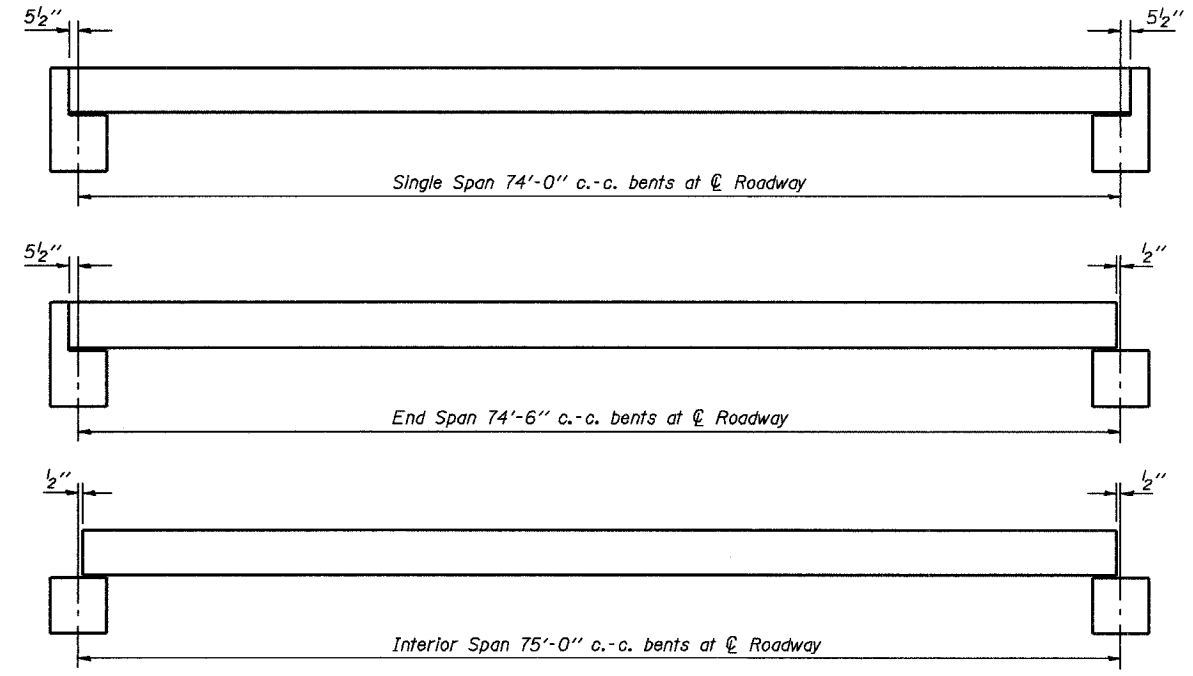 5½" 5½"
Single Span 74'-0" c.-c. bents at ℄ Roadway
5½" ½"
End Span 74'-6" c.-c. bents at ℄ Roadway
½" ½"
Interior Span 75'-0" c.-c. bents at ℄ Roadway